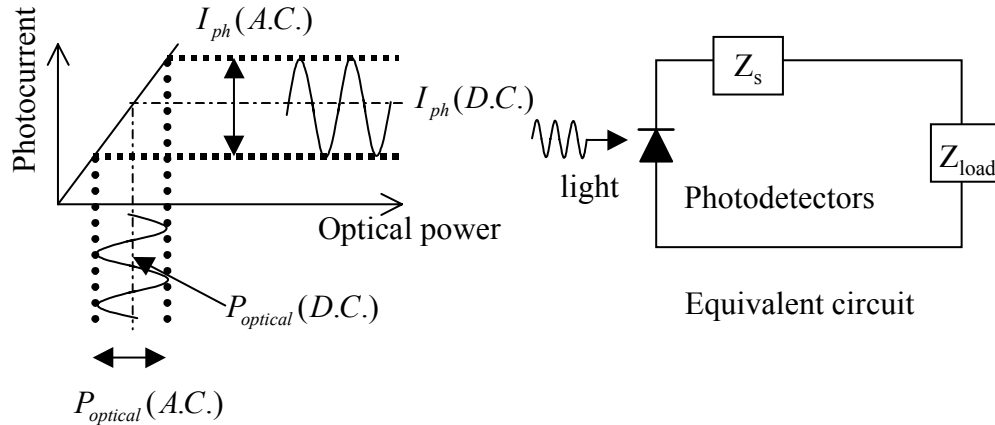 I_ph(A.C.)
Photocurrent
I_ph(D.C.)
Optical power
P_optical(D.C.)
P_optical(A.C.)
Z_s
Z_load
light
Photodetectors
Equivalent circuit